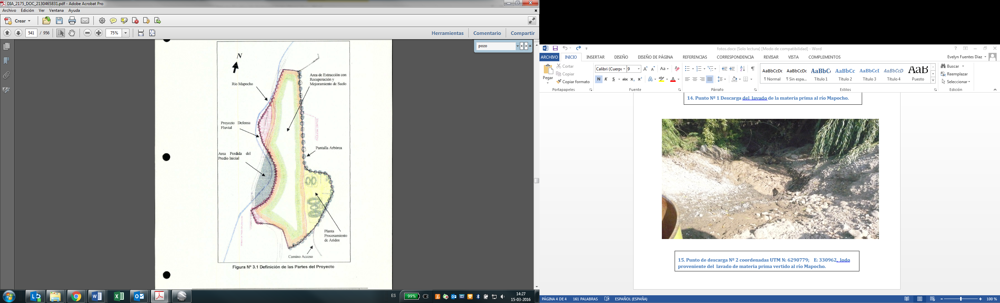 DIA_2175_DOC_2130465831.pdf - Adobe Acrobat Pro
Archivo Edición Ver Ventana Ayuda
Crear
541 / 956 75% Herramientas Comentario Compartir
pozo
N
Area de Extracción con
Recuperación y
Mejoramiento de Suelo
Río Mapocho
Proyecto Defensa
Fluvial
Pantalla Arbórea
Area Perdida del
Predio Inicial
Planta
Procesamiento
de Aridos
Camino Acceso
Figura Nº 3.1 Definición de las Partes del Proyecto
ES 99% 14:27
15-03-2016
fotos.docx (Solo lectura) [Modo de compatibilidad] - Word
ARCHIVO INICIO INSERTAR DISEÑO DISEÑO DE PÁGINA REFERENCIAS CORRESPONDENCIA REVISAR VISTA COMPLEMENTOS Evelyn Fuentes Diaz
Pegar
Cortar
Copiar
Copiar formato
Portapapeles
Calibri (Cuerpo 9
N K S abc x₂ x²
Fuente
Párrafo
AaBbCcDc AaBbCcDc AaBbC AaBbCc AaBbCcI AaBbCcD AaB
¶ Normal ¶ Sin espa... Título 1 Título 2 Título 3 Título 4 Puesto
Estilos
Buscar
Reemplazar
Seleccionar
Edición
14. Punto Nº 1 Descarga del lavado de la materia prima al río Mapocho.
15. Punto de descarga Nº 2 coordenadas UTM N: 6290779; E: 330962, lodo
proveniente del lavado de materia prima vertido al río Mapocho.
PÁGINA 4 DE 4 161 PALABRAS ESPAÑOL (ESPAÑA) 100 %